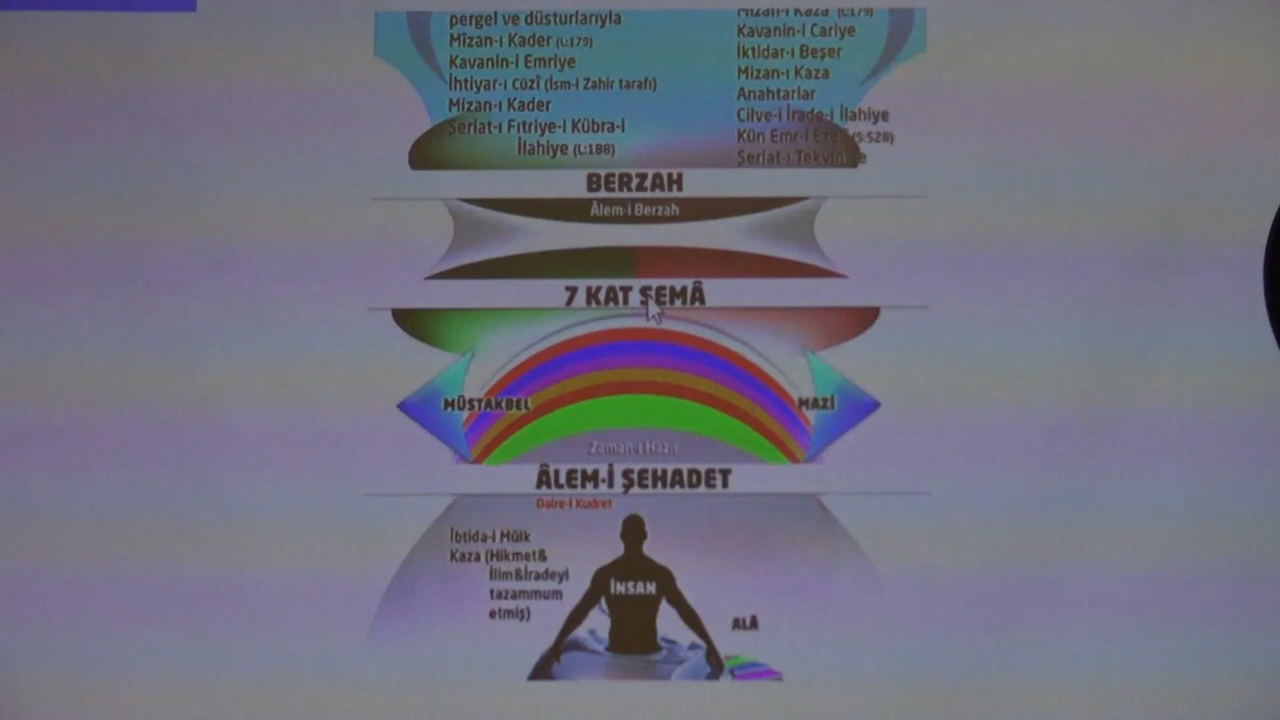 pergel ve düsturlarıyla
Mîzan-ı Kader (L:179)
Kavanin-i Emriye
İhtiyar-ı Cüzî (İsm-i Zahir tarafı)
Mizan-ı Kader
Şeriat-ı Fıtriye-i Kübra-i
İlahiye (L:188)
Mizan-ı Kaza (L:179)
Kavanin-i Cariye
İktidar-ı Beşer
Mizan-ı Kaza
Anahtarlar
Cilve-i İrade-i İlahiye
Kün Emr-i Ezelî (S:528)
Şeriat-ı Tekviniye
BERZAH
Âlem-i Berzah
7 KAT SEMÂ
MÜSTAKBEL
MAZİ
Zaman-ı Hazır
ÂLEM-İ ŞEHADET
Daire-i Kudret
İbtida-i Mülk
Kaza (Hikmet&
İlim&İradeyi
tazammum
etmiş)
İNSAN
ALÂ